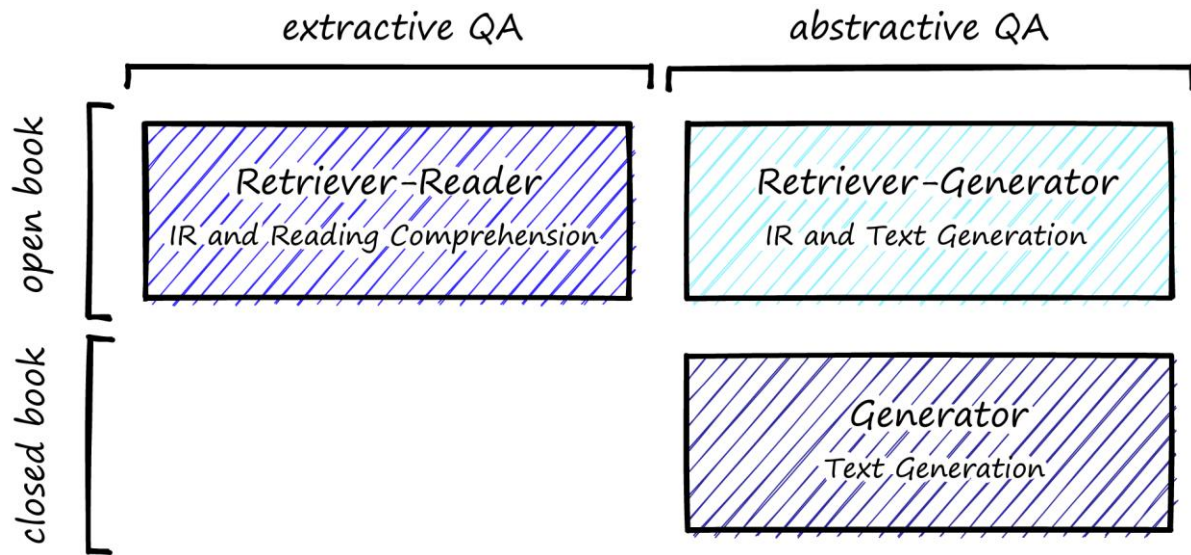 extractive QA
abstractive QA
open book
Retriever-Reader
IR and Reading Comprehension
Retriever-Generator
IR and Text Generation
closed book
Generator
Text Generation